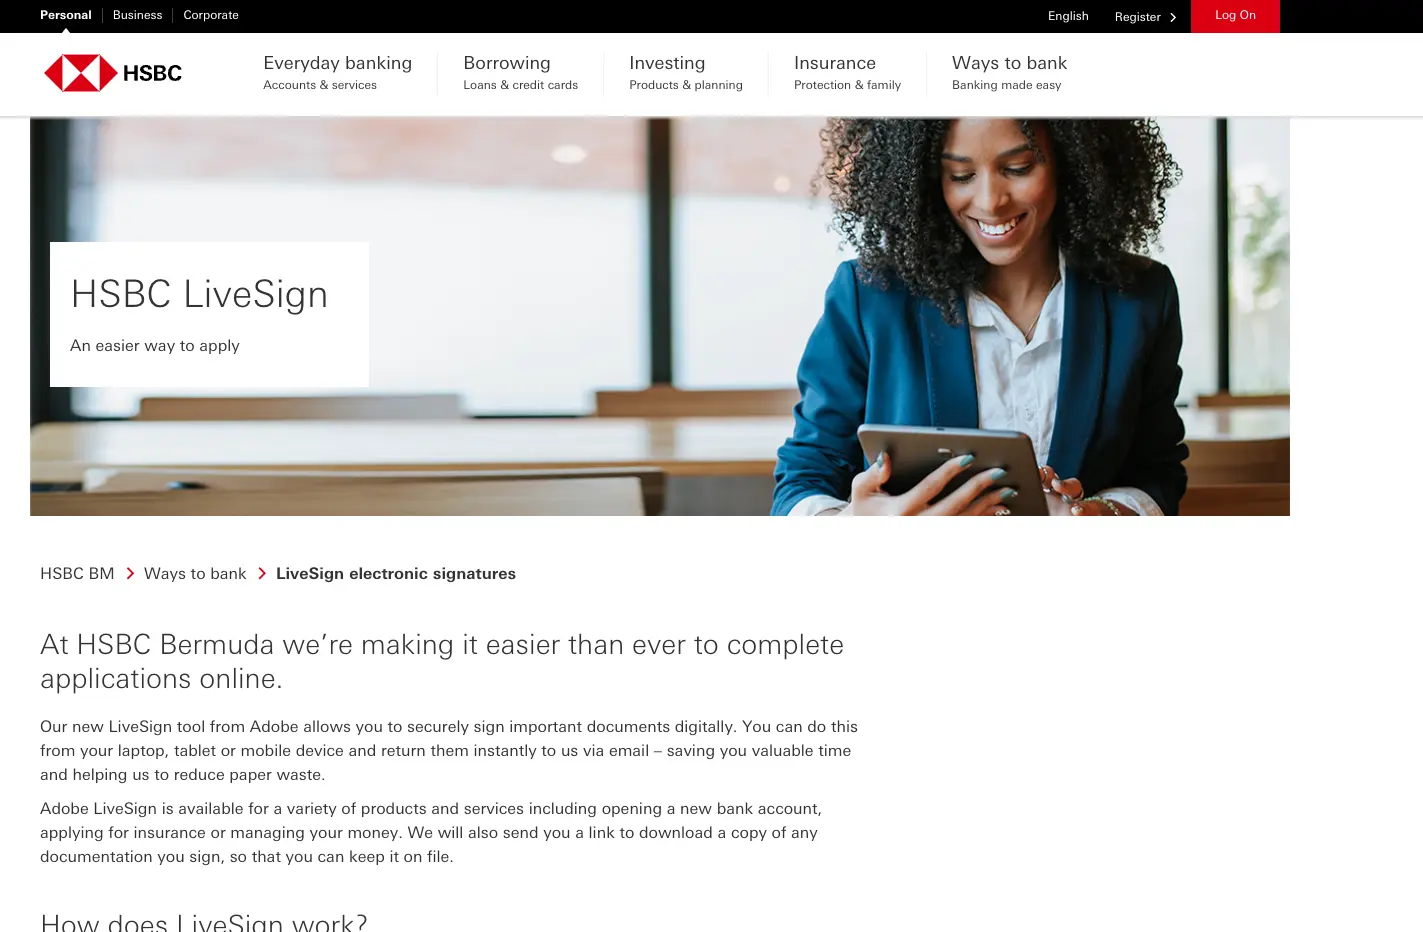 Personal
Business
Corporate
English
Register
Log On
HSBC
Everyday banking
Accounts & services
Borrowing
Loans & credit cards
Investing
Products & planning
Insurance
Protection & family
Ways to bank
Banking made easy
HSBC LiveSign
An easier way to apply
HSBC BM
Ways to bank
LiveSign electronic signatures
At HSBC Bermuda we’re making it easier than ever to complete
applications online.
Our new LiveSign tool from Adobe allows you to securely sign important documents digitally. You can do this
from your laptop, tablet or mobile device and return them instantly to us via email – saving you valuable time
and helping us to reduce paper waste.
Adobe LiveSign is available for a variety of products and services including opening a new bank account,
applying for insurance or managing your money. We will also send you a link to download a copy of any
documentation you sign, so that you can keep it on file.
How does LiveSign work?